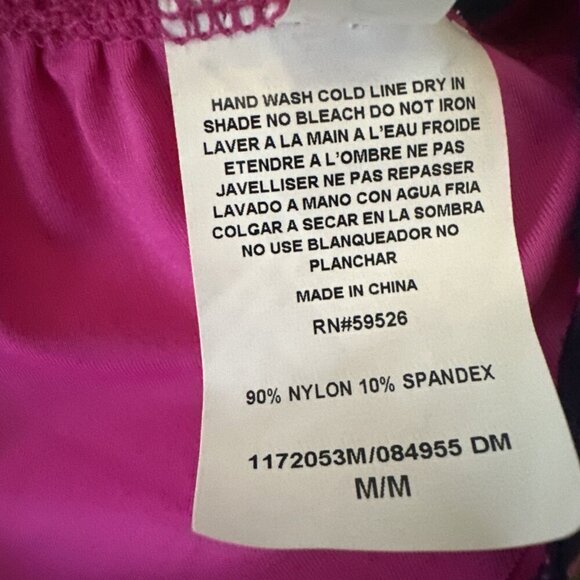 HAND WASH COLD LINE DRY IN
SHADE NO BLEACH DO NOT IRON
LAVER A LA MAIN A L'EAU FROIDE
ETENDRE A L'OMBRE NE PAS
JAVELLISER NE PAS REPASSER
LAVADO A MANO CON AGUA FRIA
COLGAR A SECAR EN LA SOMBRA
NO USE BLANQUEADOR NO
PLANCHAR
MADE IN CHINA
RN#59526
90% NYLON 10% SPANDEX
1172053M/084955 DM
M/M